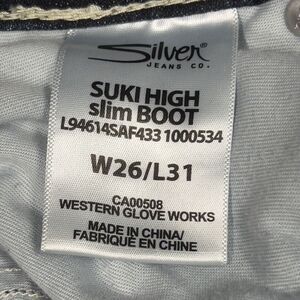 Silver®
JEANS CO.
SUKI HIGH
slim BOOT
L94614SAF433 1000534
W26/L31
CA00508
WESTERN GLOVE WORKS
MADE IN CHINA/
FABRIQUÉ EN CHINE